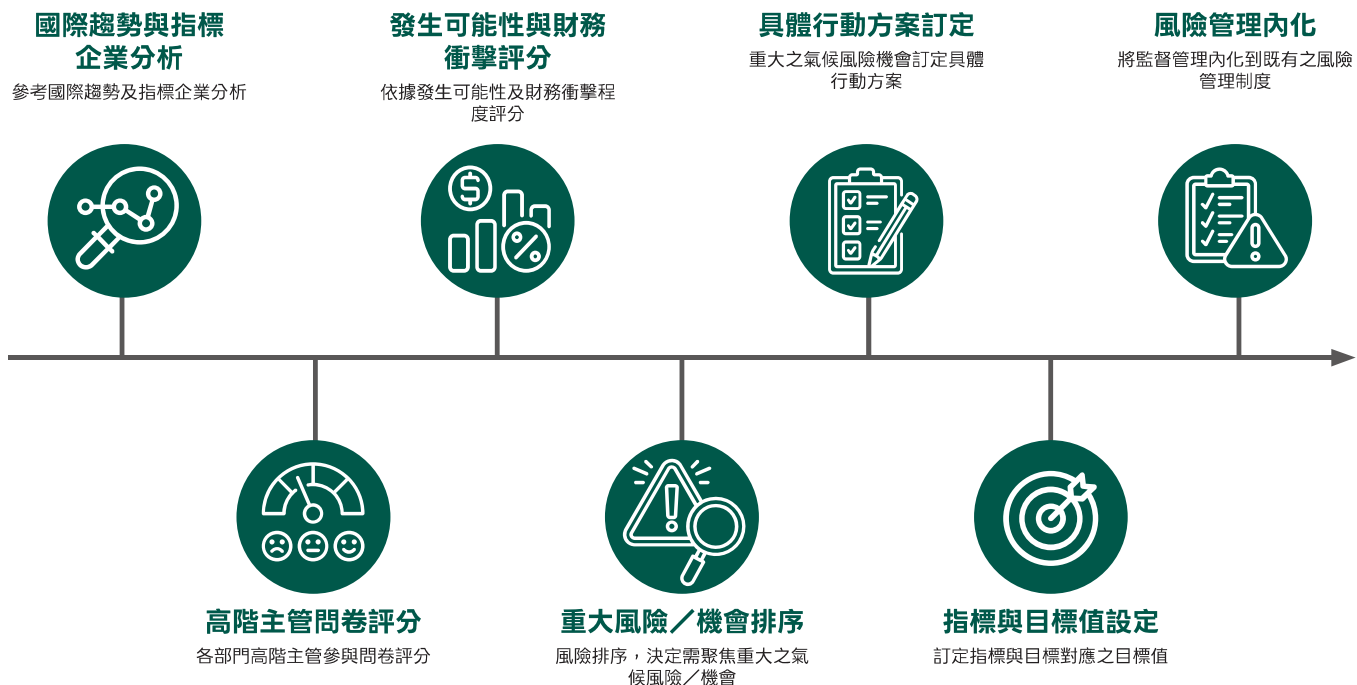 國際趨勢與指標
企業分析
參考國際趨勢及指標企業分析
發生可能性與財務
衝擊評分
依據發生可能性及財務衝擊程
度評分
具體行動方案訂定
重大之氣候風險機會訂定具體
行動方案
風險管理內化
將監督管理內化到既有之風險
管理制度
高階主管問卷評分
各部門高階主管參與問卷評分
重大風險／機會排序
風險排序，決定需聚焦重大之氣
候風險／機會
指標與目標值設定
訂定指標與目標對應之目標值